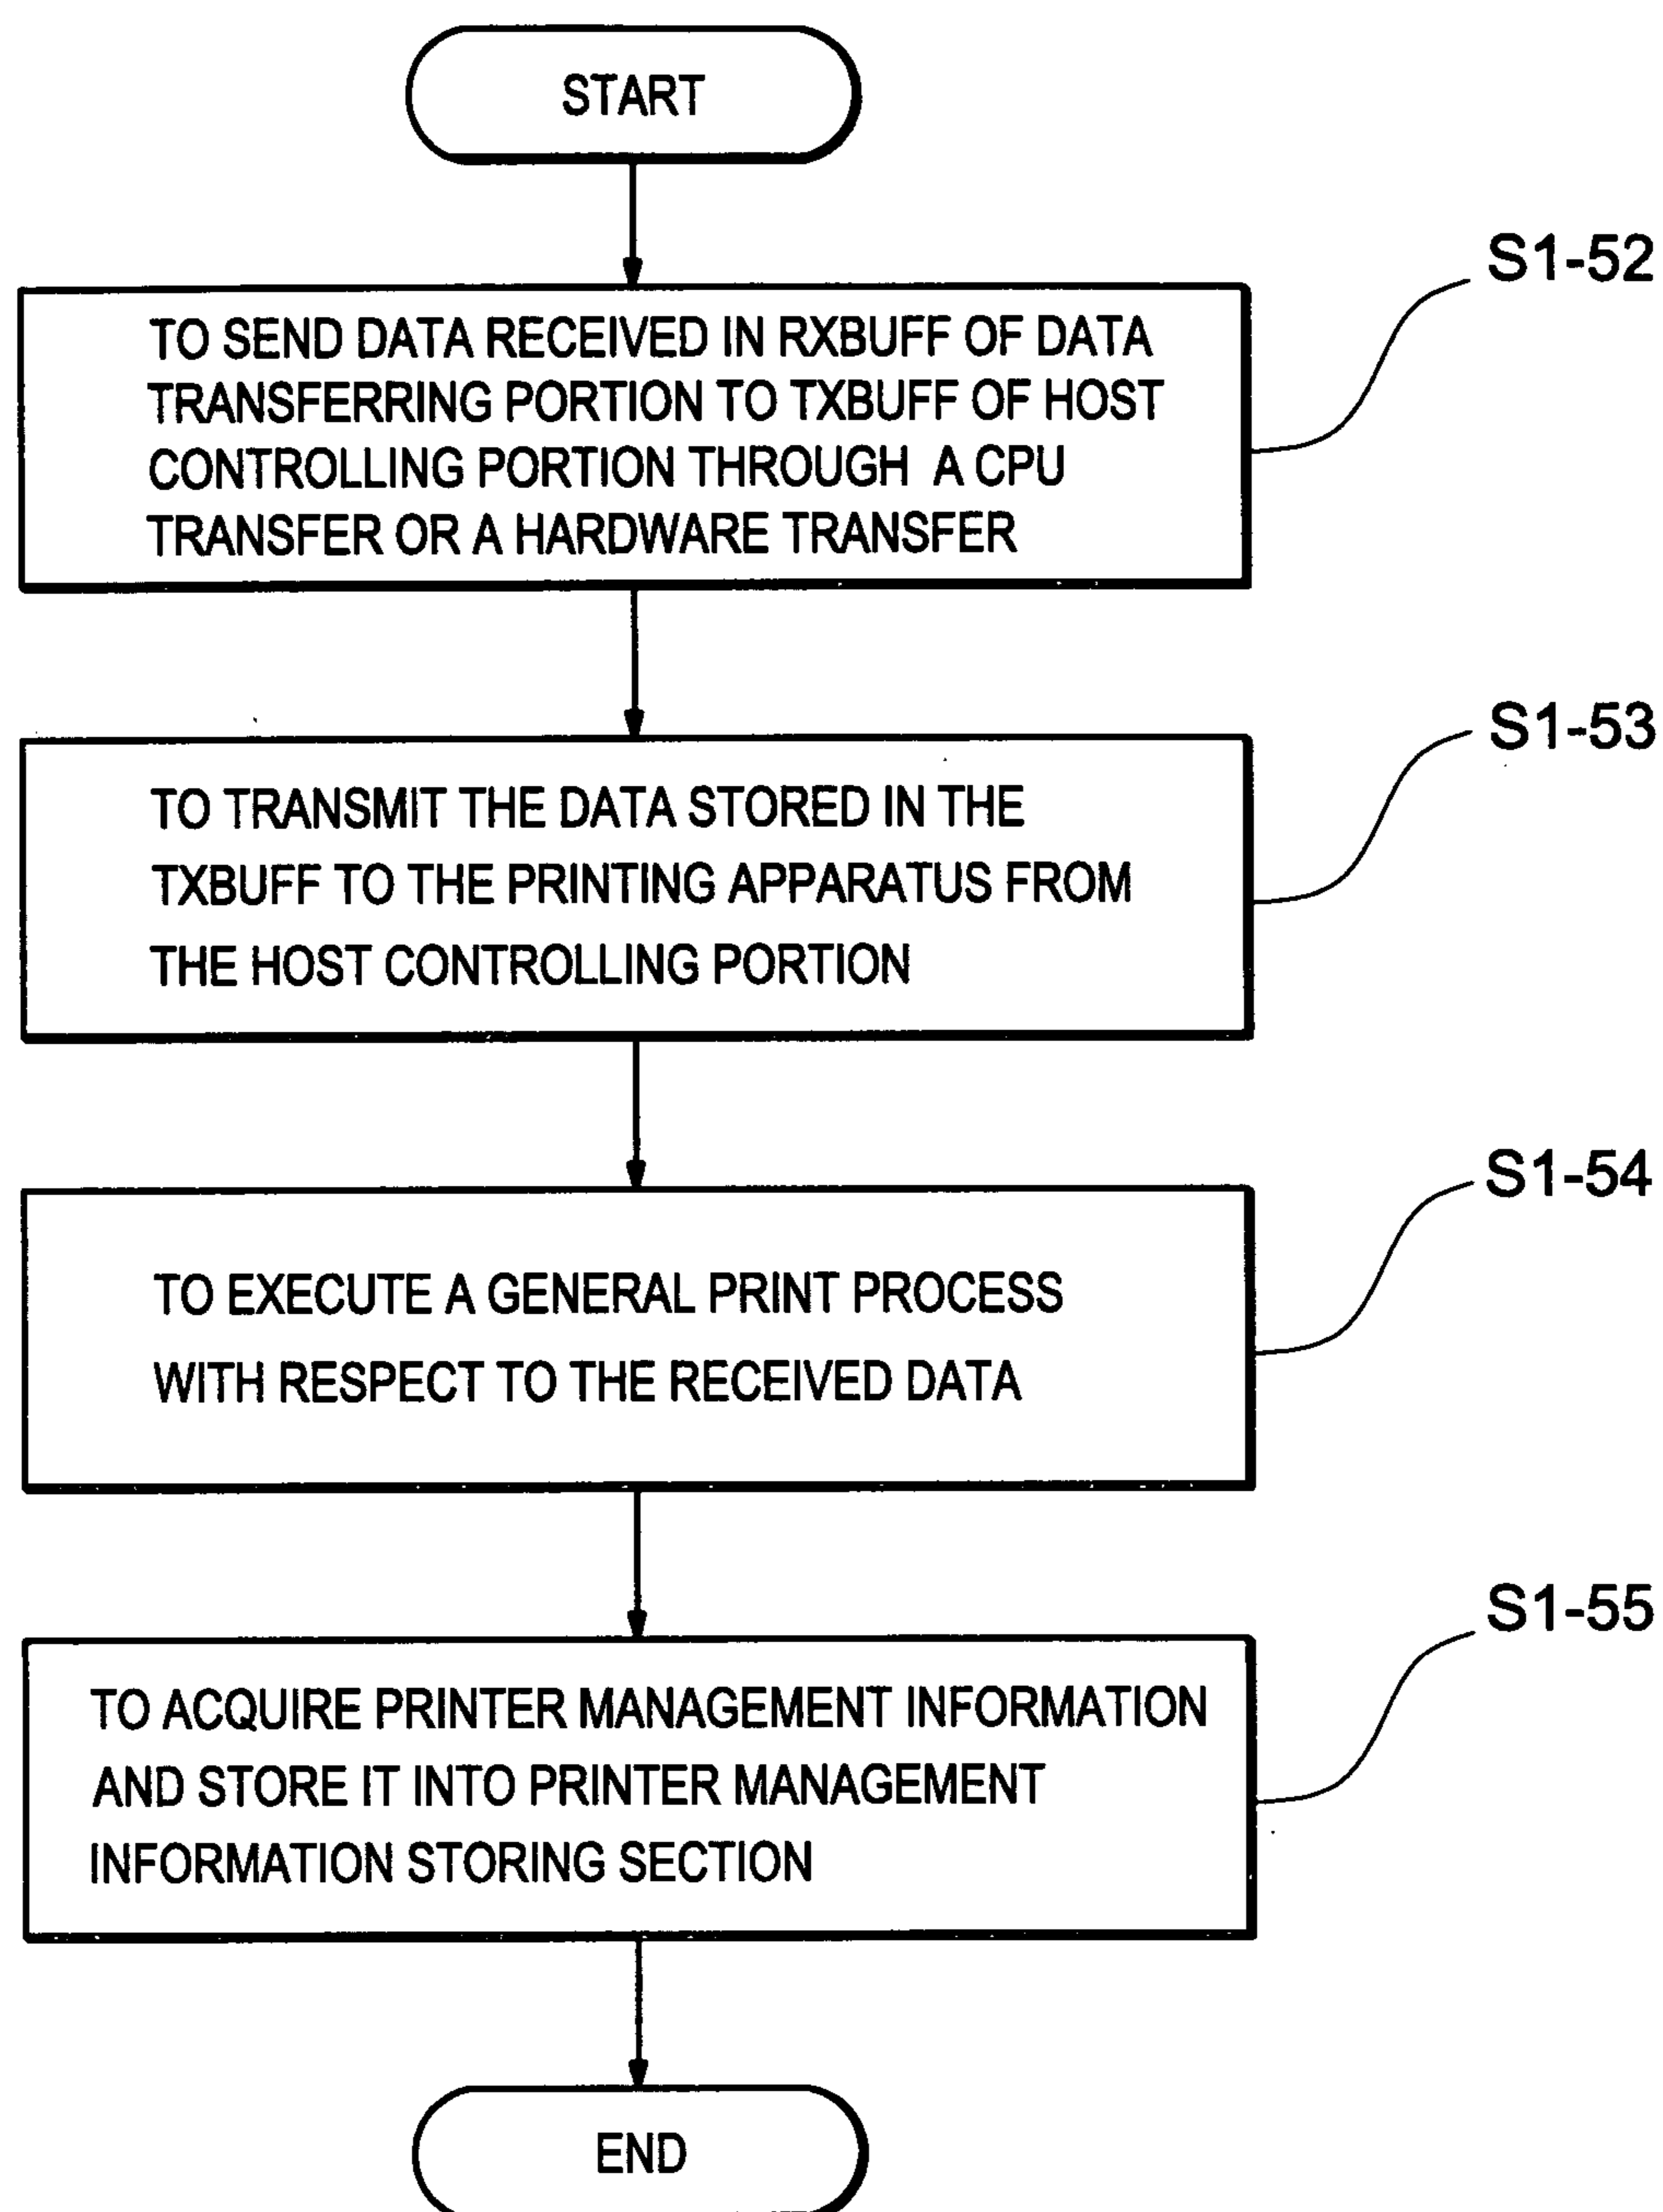 START
S1-52
TO SEND DATA RECEIVED IN RXBUFF OF DATA
TRANSFERRING PORTION TO TXBUFF OF HOST
CONTROLLING PORTION THROUGH A CPU
TRANSFER OR A HARDWARE TRANSFER
S1-53
TO TRANSMIT THE DATA STORED IN THE
TXBUFF TO THE PRINTING APPARATUS FROM
THE HOST CONTROLLING PORTION
S1-54
TO EXECUTE A GENERAL PRINT PROCESS
WITH RESPECT TO THE RECEIVED DATA
S1-55
TO ACQUIRE PRINTER MANAGEMENT INFORMATION
AND STORE IT INTO PRINTER MANAGEMENT
INFORMATION STORING SECTION
END